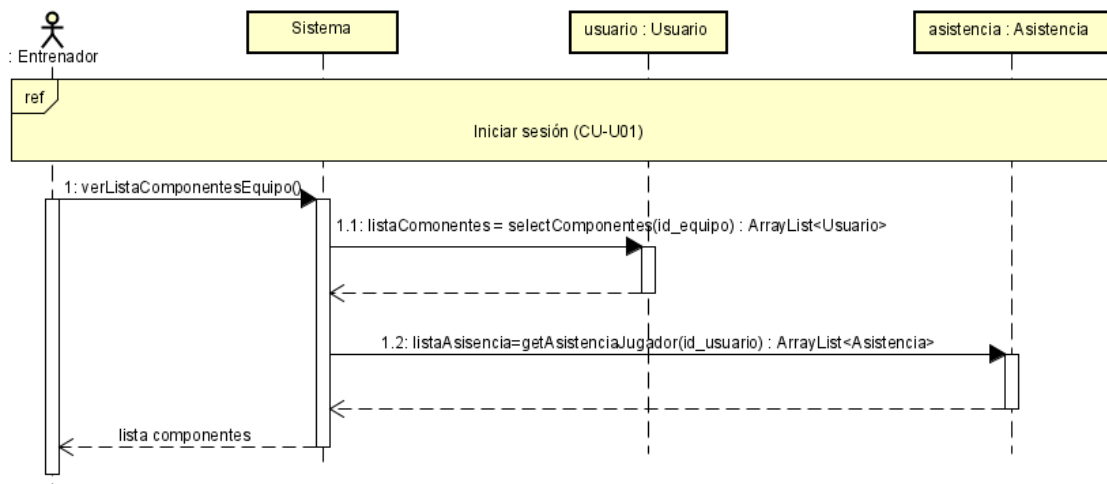 : Entrenador
Sistema
usuario : Usuario
asistencia : Asistencia
ref
Iniciar sesión (CU-U01)
1: verListaComponentesEquipo()
1.1: listaComonentes = selectComponentes(id_equipo) : ArrayList<Usuario>
1.2: listaAsisencia=getAsistenciaJugador(id_usuario) : ArrayList<Asistencia>
lista componentes